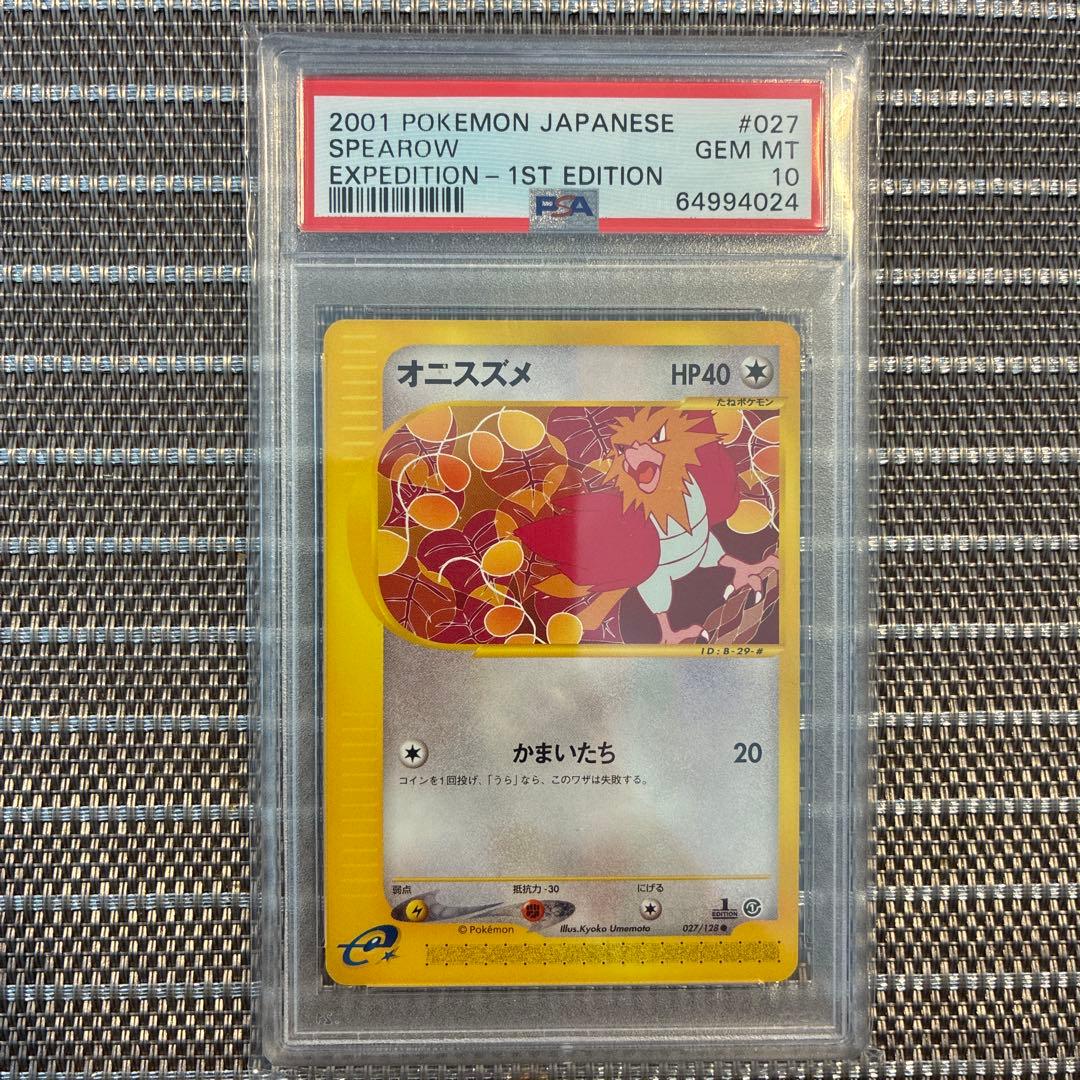 2001 POKEMON JAPANESE #027
SPEAROW GEM MT
EXPEDITION – 1ST EDITION 10
PSA 64994024
オニスズメ HP40
たねポケモン
ID:B-29-#
かまいたち 20
コインを1回投げ、「うら」なら、このワザは失敗する。
弱点 抵抗力 -30 にげる
1 EDITION
© Pokémon Illus.Kyoko Umemoto 027/128 ●
e